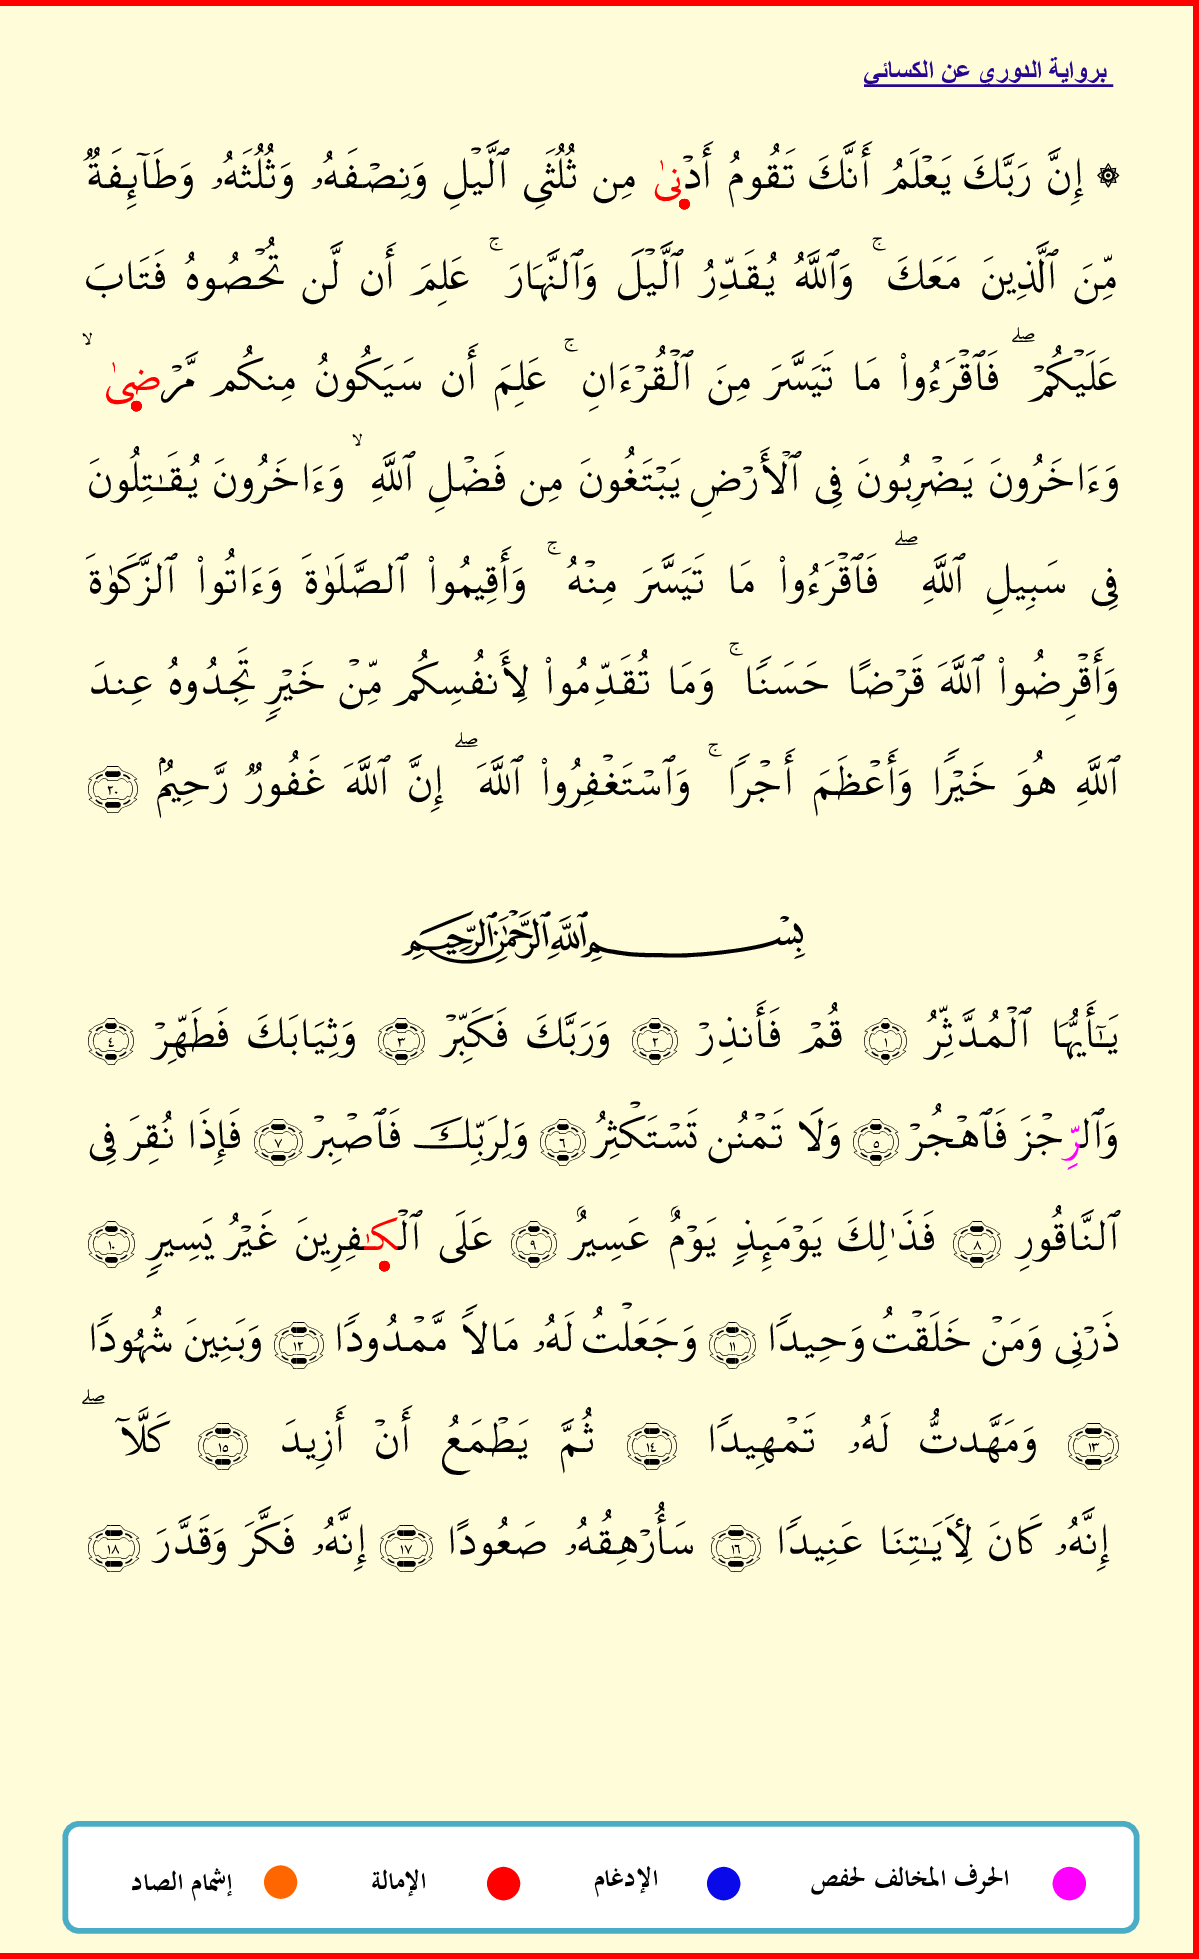 برواية الدوري عن الكسائي
۞ إِنَّ رَبَّكَ يَعْلَمُ أَنَّكَ تَقُومُ أَدْنِىٰ مِن ثُلُثَىِ ٱلَّيْلِ وَنِصْفَهُۥ وَثُلُثَهُۥ وَطَآئِفَةٌ
مِّنَ ٱلَّذِينَ مَعَكَ ۚ وَٱللَّهُ يُقَدِّرُ ٱلَّيْلَ وَٱلنَّهَارَ ۚ عَلِمَ أَن لَّن تُحْصُوهُ فَتَابَ
عَلَيْكُمْ ۖ فَٱقْرَءُوا۟ مَا تَيَسَّرَ مِنَ ٱلْقُرْءَانِ ۚ عَلِمَ أَن سَيَكُونُ مِنكُم مَّرْضِىٰ ۙ
وَءَاخَرُونَ يَضْرِبُونَ فِى ٱلْأَرْضِ يَبْتَغُونَ مِن فَضْلِ ٱللَّهِ ۙ وَءَاخَرُونَ يُقَـٰتِلُونَ
فِى سَبِيلِ ٱللَّهِ ۖ فَٱقْرَءُوا۟ مَا تَيَسَّرَ مِنْهُ ۚ وَأَقِيمُوا۟ ٱلصَّلَوٰةَ وَءَاتُوا۟ ٱلزَّكَوٰةَ
وَأَقْرِضُوا۟ ٱللَّهَ قَرْضًا حَسَنًا ۚ وَمَا تُقَدِّمُوا۟ لِأَنفُسِكُم مِّنْ خَيْرٍ تَجِدُوهُ عِندَ
ٱللَّهِ هُوَ خَيْرًا وَأَعْظَمَ أَجْرًا ۚ وَٱسْتَغْفِرُوا۟ ٱللَّهَ ۖ إِنَّ ٱللَّهَ غَفُورٌ رَّحِيمٌۢ ٢٠
بِسْمِ ٱللَّهِ ٱلرَّحْمَـٰنِ ٱلرَّحِيمِ
يَـٰٓأَيُّهَا ٱلْمُدَّثِّرُ ١ قُمْ فَأَنذِرْ ٢ وَرَبَّكَ فَكَبِّرْ ٣ وَثِيَابَكَ فَطَهِّرْ ٤
وَٱلرِّجْزَ فَٱهْجُرْ ٥ وَلَا تَمْنُن تَسْتَكْثِرُ ٦ وَلِرَبِّكَ فَٱصْبِرْ ٧ فَإِذَا نُقِرَ فِى
ٱلنَّاقُورِ ٨ فَذَٰلِكَ يَوْمَئِذٍ يَوْمٌ عَسِيرٌ ٩ عَلَى ٱلْكَـٰفِرِينَ غَيْرُ يَسِيرٍ ١٠
ذَرْنِى وَمَنْ خَلَقْتُ وَحِيدًا ١١ وَجَعَلْتُ لَهُۥ مَالاً مَّمْدُودًا ١٢ وَبَنِينَ شُهُودًا
١٣ وَمَهَّدتُّ لَهُۥ تَمْهِيدًا ١٤ ثُمَّ يَطْمَعُ أَنْ أَزِيدَ ١٥ كَلَّآ ۖ
إِنَّهُۥ كَانَ لِأَيَـٰتِنَا عَنِيدًا ١٦ سَأُرْهِقُهُۥ صَعُودًا ١٧ إِنَّهُۥ فَكَّرَ وَقَدَّرَ ١٨
الحرف المخالف لحفص الإدغام الإمالة إشمام الصاد